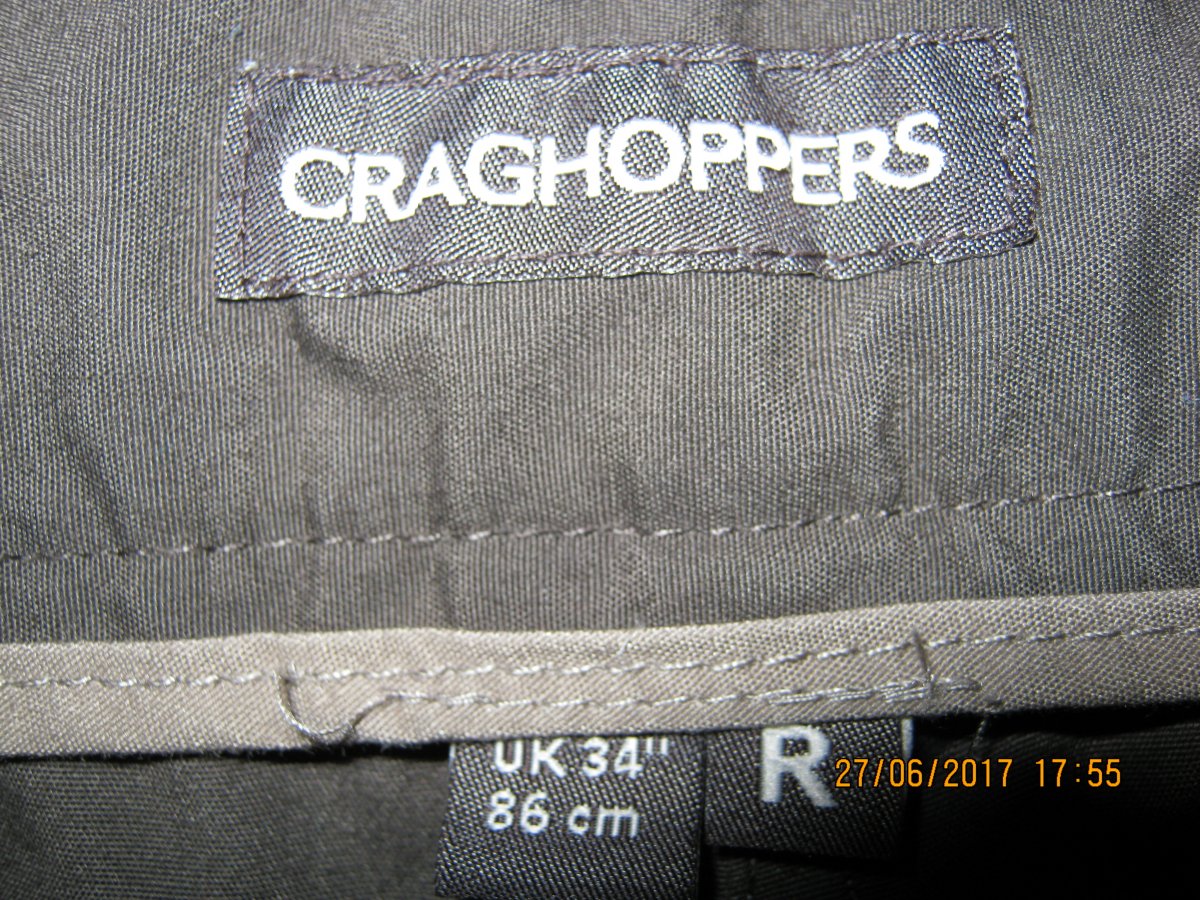 CRAGHOPPERS
UK 34"
86 cm
R
27/06/2017 17:55